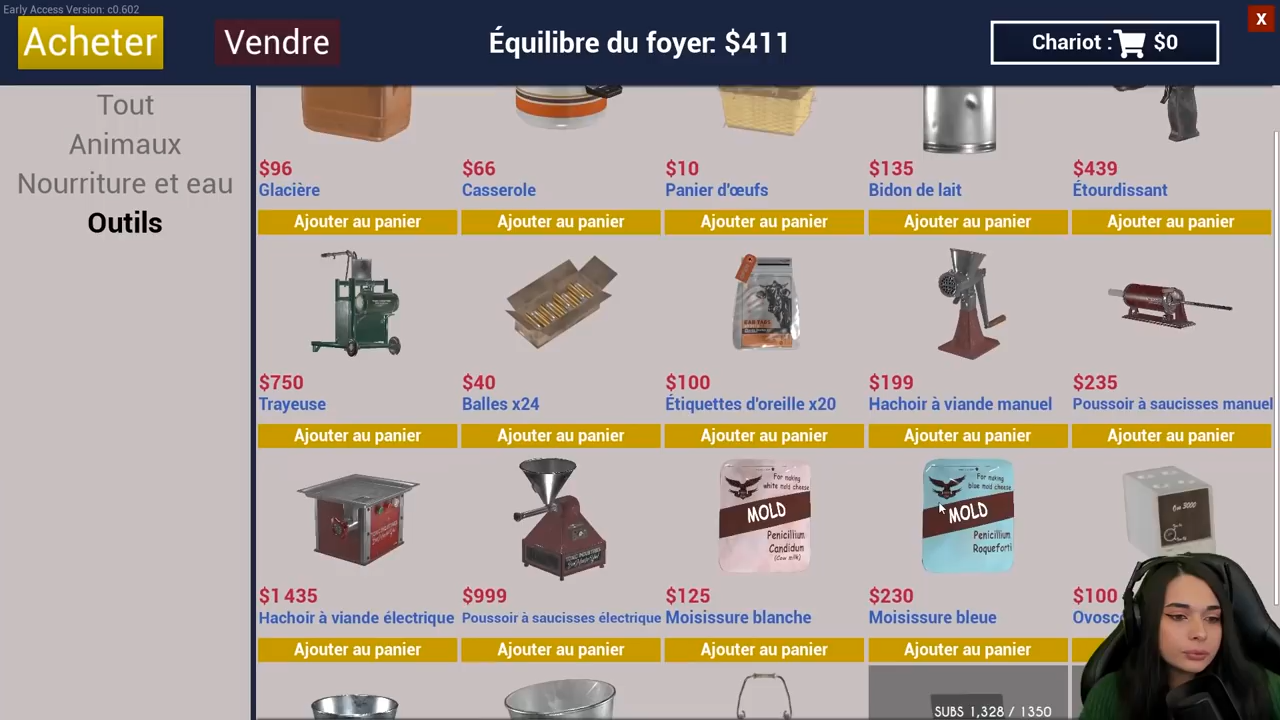 Early Access Version: c0.602
Acheter
Vendre
Équilibre du foyer: $411
Chariot : $0
X
Tout
Animaux
Nourriture et eau
Outils
$96
Glacière
Ajouter au panier
$66
Casserole
Ajouter au panier
$10
Panier d'œufs
Ajouter au panier
$135
Bidon de lait
Ajouter au panier
$439
Étourdissant
Ajouter au panier
$750
Trayeuse
Ajouter au panier
$40
Balles x24
Ajouter au panier
$100
Étiquettes d'oreille x20
Ajouter au panier
$199
Hachoir à viande manuel
Ajouter au panier
$235
Poussoir à saucisses manuel
Ajouter au panier
$1 435
Hachoir à viande électrique
Ajouter au panier
$999
Poussoir à saucisses électrique
Ajouter au panier
For making
white mold cheese
MOLD
Penicillium
Candidum
(Cow milk)
$125
Moisissure blanche
Ajouter au panier
For making
blue mold cheese
MOLD
Penicillium
Roqueforti
$230
Moisissure bleue
Ajouter au panier
$100
SUBS 1,328 / 1350